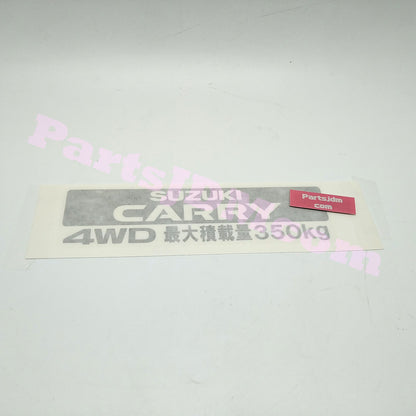 PartsJdm.com
SUZUKI
CARRY
4WD 最大積載量350kg
PartsJdm
com